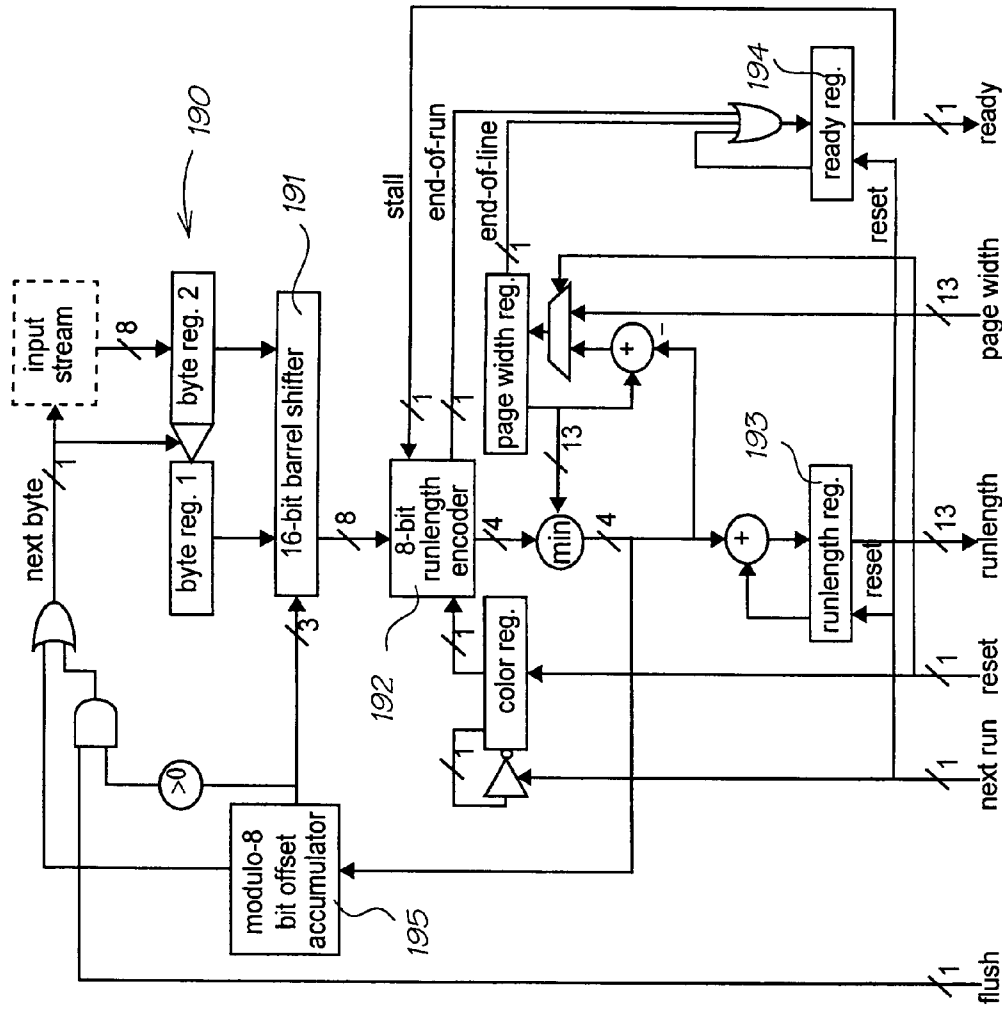 190
input
stream
next byte
1
8
byte reg. 1
byte reg. 2
191
16-bit barrel shifter
3
>0
8
modulo-8
bit offset
accumulator
195
192
8-bit
runlength
encoder
1
1
1
stall
end-of-run
end-of-line
1
color reg.
1
4
min
4
13
page width reg.
+
−
194
ready reg.
reset
+
193
runlength reg.
reset
1
flush
1
next run
1
reset
13
runlength
13
page width
1
ready